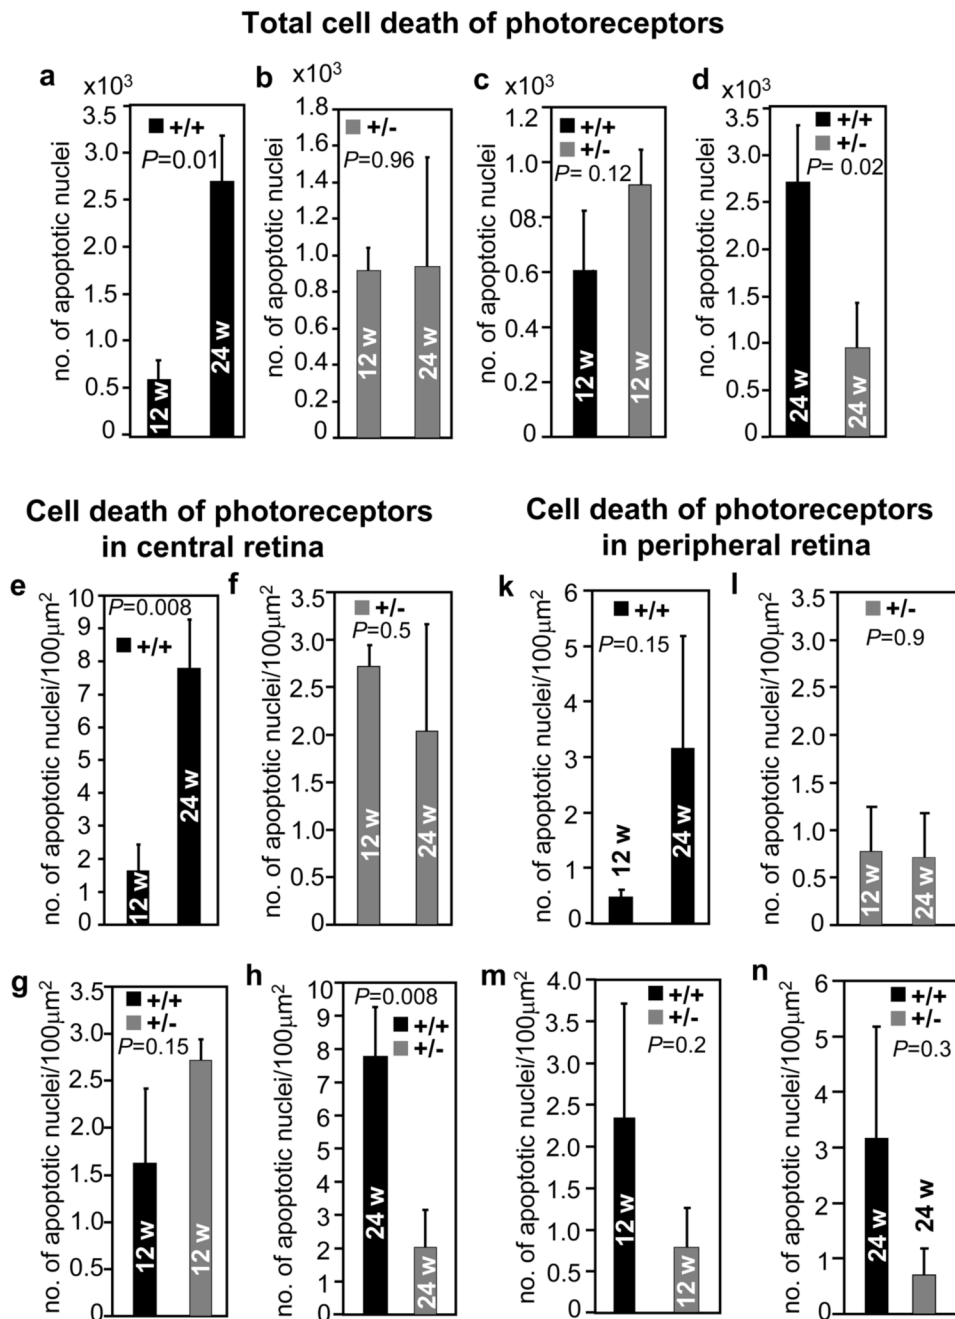 Total cell death of photoreceptors
a
x10³
no. of apoptotic nuclei
3.5
3.0
2.5
2.0
1.5
1.0
0.5
0
+/+
P=0.01
12 w
24 w
b
x10³
no. of apoptotic nuclei
1.8
1.6
1.4
1.2
1.0
0.8
0.6
0.4
0.2
0
+/-
P=0.96
12 w
24 w
c
x10³
no. of apoptotic nuclei
1.2
1.0
08.
0.6
0.4
0.2
0
+/+
+/-
P= 0.12
12 w
12 w
d
x10³
no. of apoptotic nuclei
3.5
3.0
2.5
2.0
1.5
1.0
0.5
0
+/+
+/-
P= 0.02
24 w
24 w
Cell death of photoreceptors
in central retina
e
no. of apoptotic nuclei/100µm²
10
9
8
7
6
5
4
3
2
1
0
P=0.008
+/+
12 w
24 w
f
no. of apoptotic nuclei/100µm²
3.5
3.0
2.5
2.0
1.5
1.0
0.5
0
+/-
P=0.5
12 w
24 w
g
no. of apoptotic nuclei/100µm²
3.5
3.0
2.5
2.0
1.5
1.0
0.5
0
+/+
+/-
P=0.15
12 w
12 w
h
no. of apoptotic nuclei/100µm²
10
9
8
7
6
5
4
3
2
1
0
P=0.008
+/+
+/-
24 w
24 w
Cell death of photoreceptors
in peripheral retina
k
no. of apoptotic nuclei/100µm²
6
5
4
3
2
1
0
+/+
P=0.15
12 w
24 w
l
no. of apoptotic nuclei/100µm²
3.5
3.0
2.5
2.0
1.5
1.0
0.5
0
+/-
P=0.9
12 w
24 w
m
no. of apoptotic nuclei/100µm²
4.0
3.5
3.0
2.5
2.0
1.5
1.0
0.5
0
+/+
+/-
P=0.2
12 w
12 w
n
no. of apoptotic nuclei/100µm²
6
5
4
3
2
1
0
+/+
+/-
P=0.3
24 w
24 w